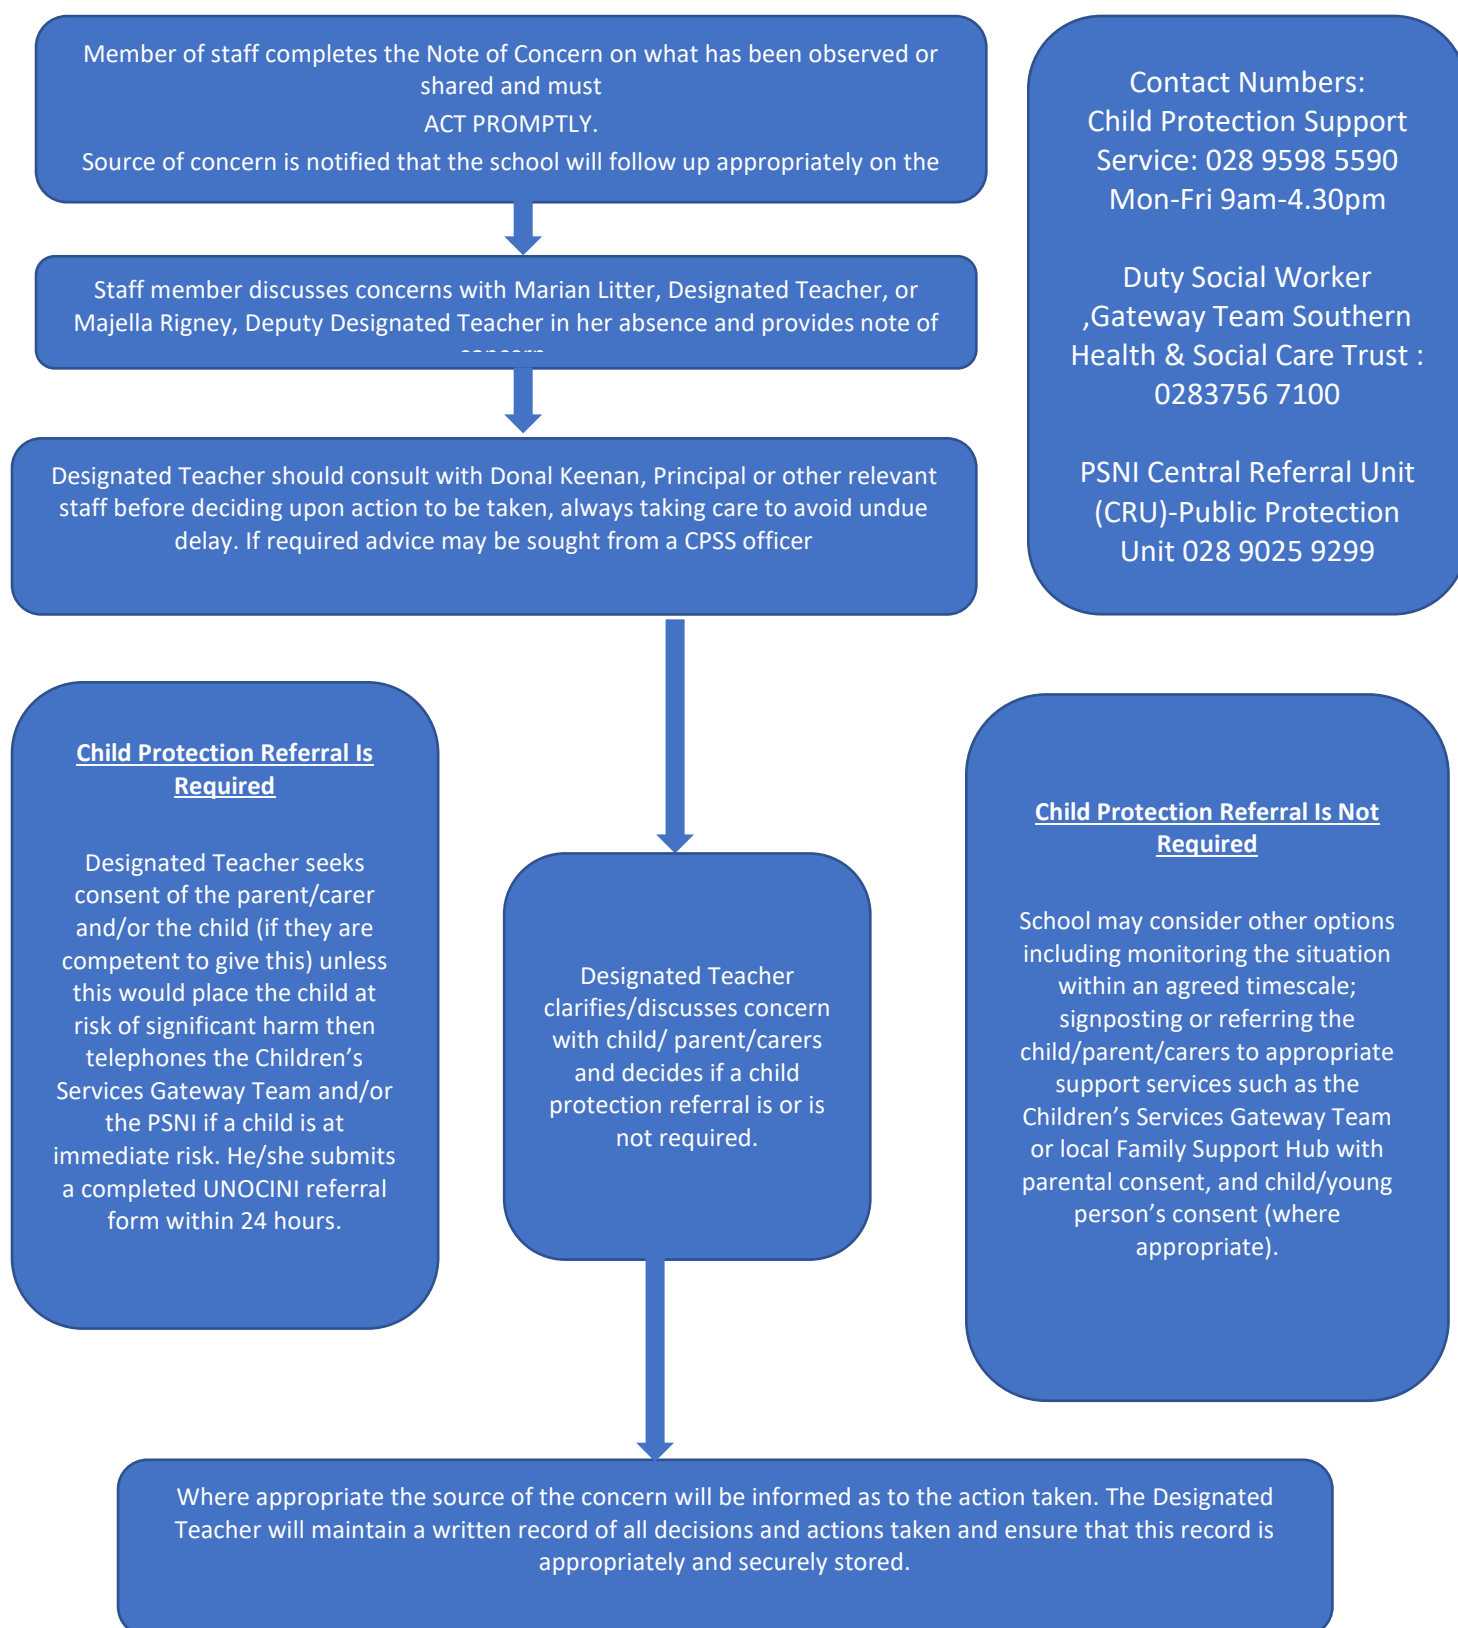 Member of staff completes the Note of Concern on what has been observed or
shared and must
ACT PROMPTLY.
Source of concern is notified that the school will follow up appropriately on the
Staff member discusses concerns with Marian Litter, Designated Teacher, or
Majella Rigney, Deputy Designated Teacher in her absence and provides note of
Designated Teacher should consult with Donal Keenan, Principal or other relevant
staff before deciding upon action to be taken, always taking care to avoid undue
delay. If required advice may be sought from a CPSS officer
Contact Numbers:
Child Protection Support
Service: 028 9598 5590
Mon-Fri 9am-4.30pm
Duty Social Worker
,Gateway Team Southern
Health & Social Care Trust :
0283756 7100
PSNI Central Referral Unit
(CRU)-Public Protection
Unit 028 9025 9299
Child Protection Referral Is
Required
Designated Teacher seeks
consent of the parent/carer
and/or the child (if they are
competent to give this) unless
this would place the child at
risk of significant harm then
telephones the Children’s
Services Gateway Team and/or
the PSNI if a child is at
immediate risk. He/she submits
a completed UNOCINI referral
form within 24 hours.
Designated Teacher
clarifies/discusses concern
with child/ parent/carers
and decides if a child
protection referral is or is
not required.
Child Protection Referral Is Not
Required
School may consider other options
including monitoring the situation
within an agreed timescale;
signposting or referring the
child/parent/carers to appropriate
support services such as the
Children’s Services Gateway Team
or local Family Support Hub with
parental consent, and child/young
person’s consent (where
appropriate).
Where appropriate the source of the concern will be informed as to the action taken. The Designated
Teacher will maintain a written record of all decisions and actions taken and ensure that this record is
appropriately and securely stored.